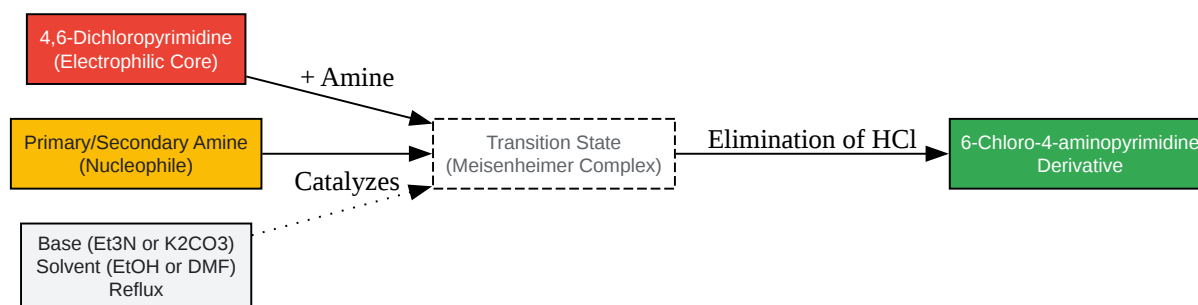 4,6-Dichloropyrimidine
(Electrophilic Core)
+ Amine
Primary/Secondary Amine
(Nucleophile)
Transition State
(Meisenheimer Complex)
Elimination of HCl
6-Chloro-4-aminopyrimidine
Derivative
Catalyzes
Base (Et3N or K2CO3)
Solvent (EtOH or DMF)
Reflux